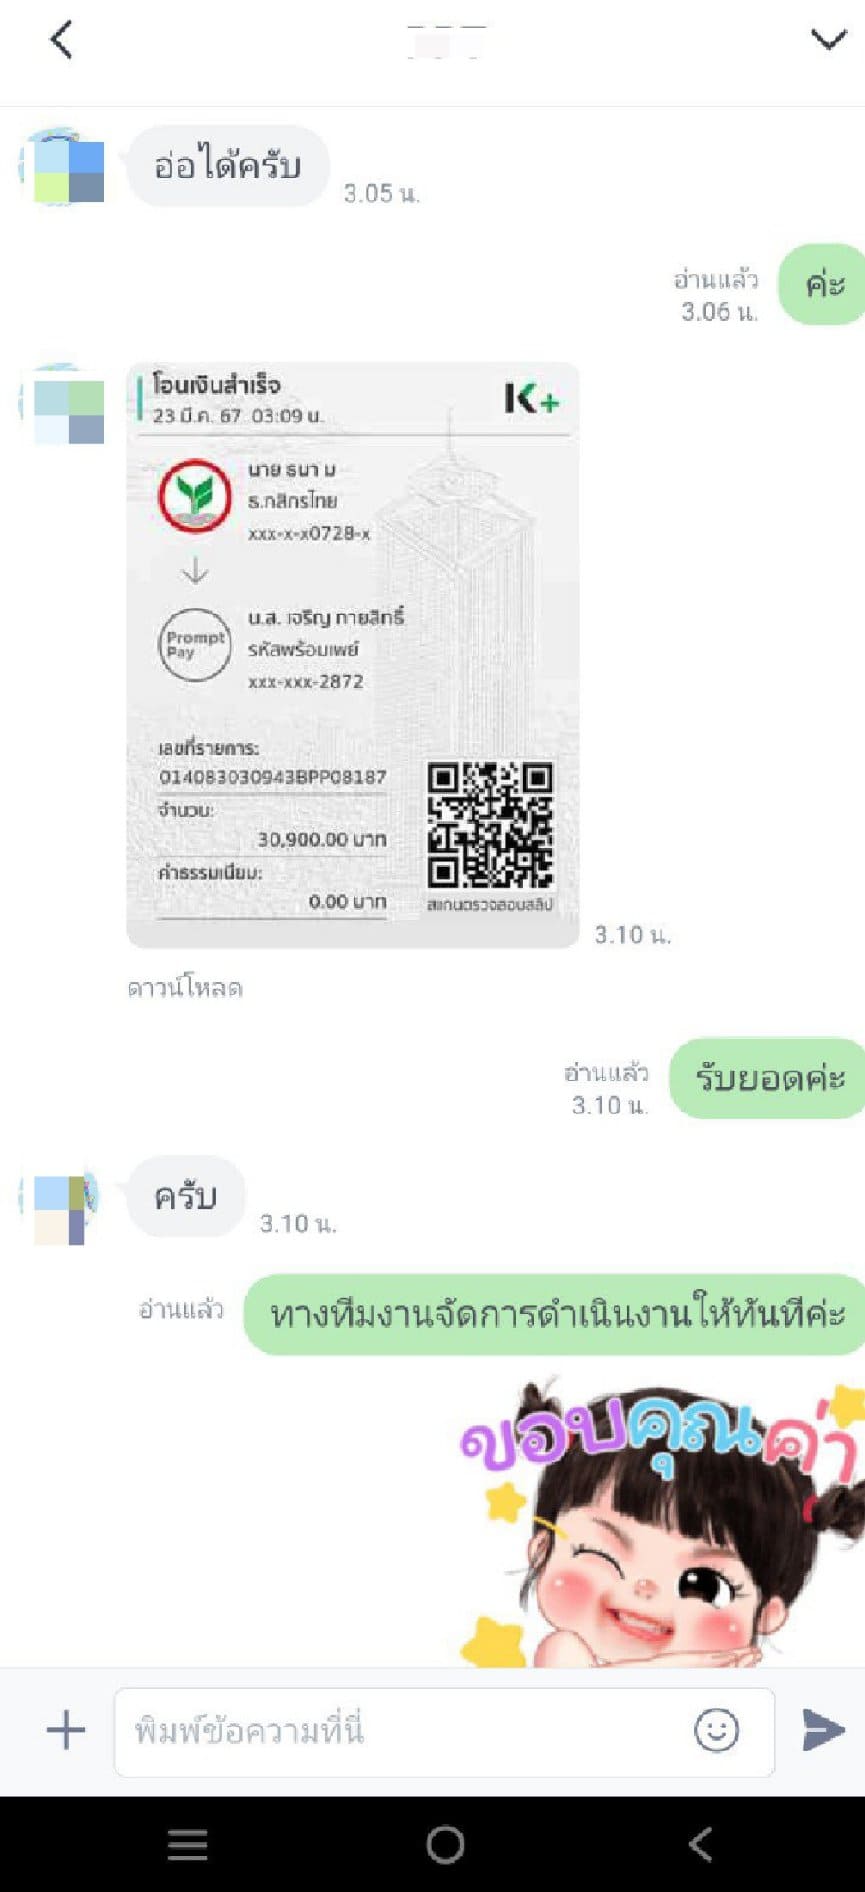 อ่อได้ครับ
3.05 น.
อ่านแล้ว
3.06 น.
ค่ะ
โอนเงินสำเร็จ
23 มี.ค. 67 03:09 น.
K+
นาย ธนา ม
ธ.กสิกรไทย
xxx-x-x0728-x
Prompt
Pay
น.ส. เจริญ กายสิทธิ์
รหัสพร้อมเพย์
xxx-xxx-2872
เลขที่รายการ:
014083030943BPP08187
จำนวน:
30,900.00 บาท
ค่าธรรมเนียม:
0.00 บาท
สแกนตรวจสอบสลิป
3.10 น.
ดาวน์โหลด
อ่านแล้ว
3.10 น.
รับยอดค่ะ
ครับ
3.10 น.
อ่านแล้ว
ทางทีมงานจัดการดำเนินงานให้ทันทีค่ะ
ขอบคุณค่า
พิมพ์ข้อความที่นี่